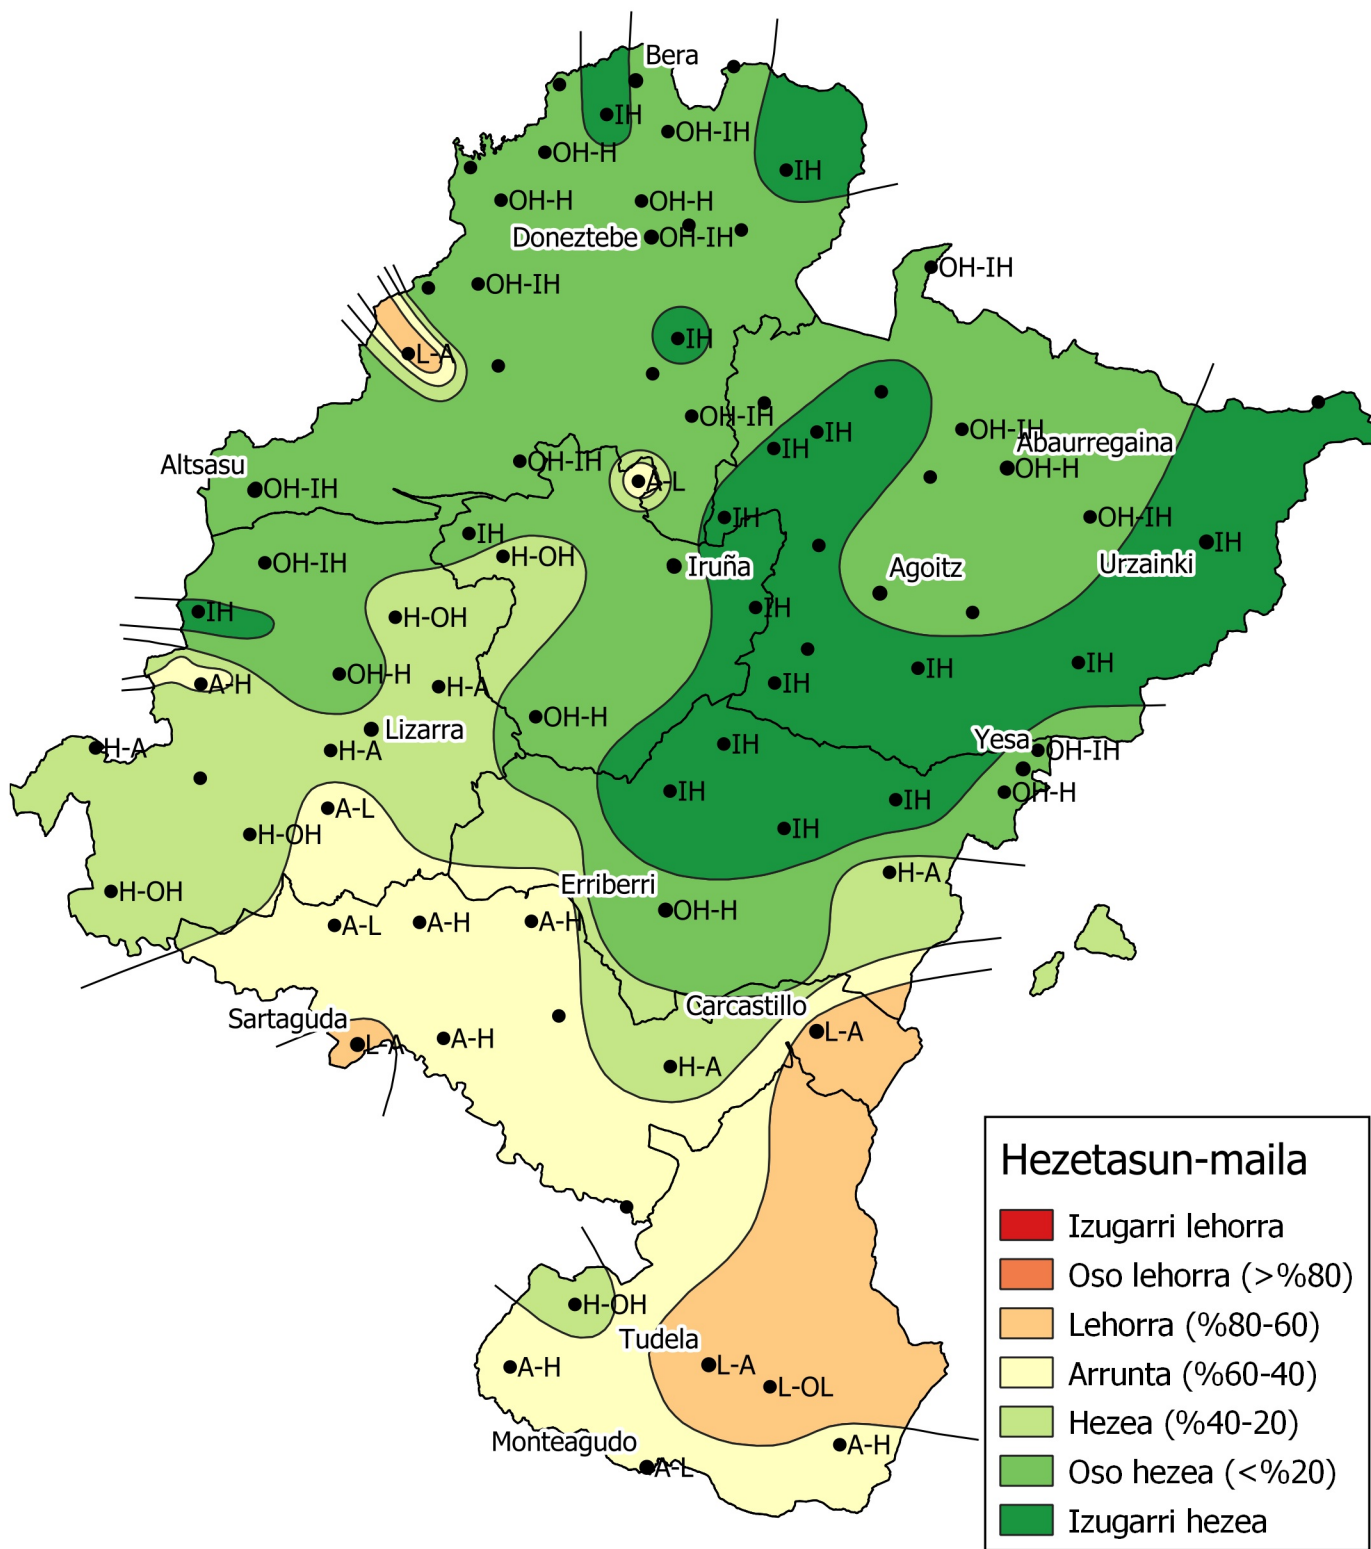 Bera
IH
OH-IH
OH-H
IH
OH-H
OH-H
Doneztebe
OH-IH
OH-IH
OH-IH
IH
L-A
OH-IH
IH
OH-IH
Abaurregaina
IH
OH-IH
Altsasu
OH-H
A-L
OH-IH
IH
OH-IH
IH
IH
H-OH
OH-IH
Iruña
Agoitz
Urzainki
IH
IH
H-OH
IH
IH
OH-H
A-H
H-A
IH
OH-H
Lizarra
Yesa
H-A
H-A
IH
OH-IH
IH
IH
OH-H
A-L
H-OH
IH
H-A
Erriberri
H-OH
OH-H
A-L
A-H
A-H
Carcastillo
Sartaguda
L-A
L-A
A-H
H-A
H-OH
Tudela
A-H
L-A
L-OL
Monteagudo
A-H
A-L
Hezetasun-maila
Izugarri lehorra
Oso lehorra (>%80)
Lehorra (%80-60)
Arrunta (%60-40)
Hezea (%40-20)
Oso hezea (<%20)
Izugarri hezea